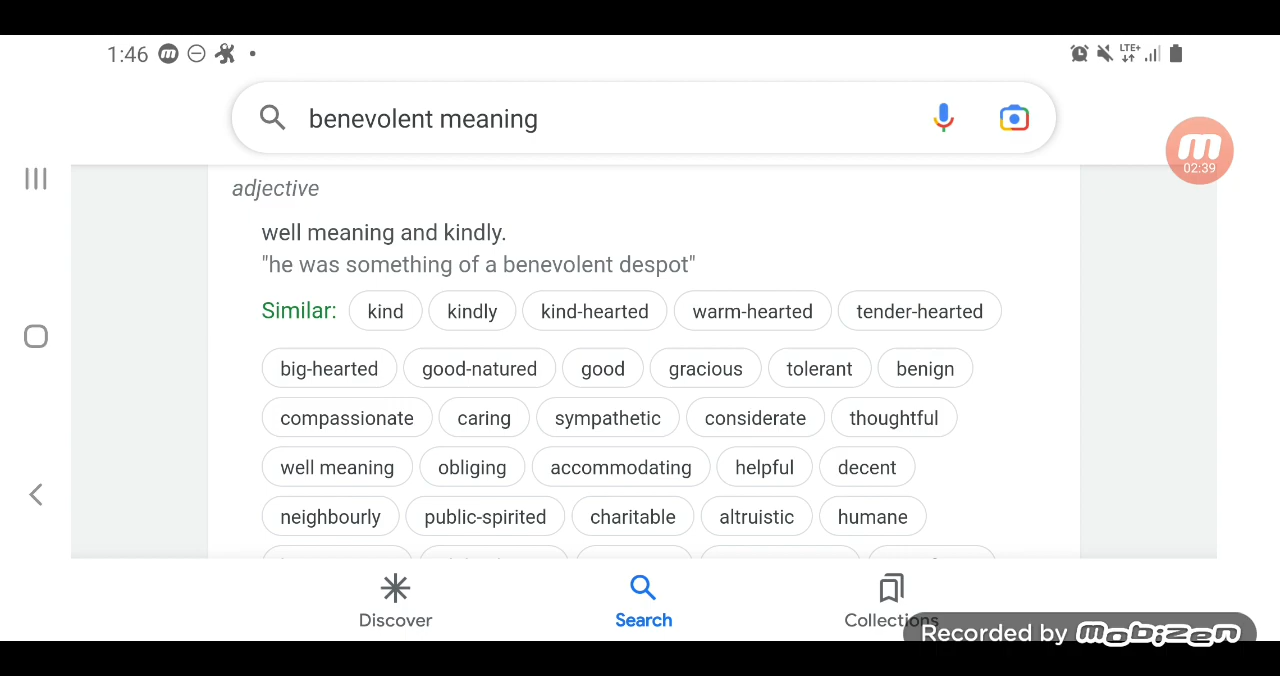 1:46
LTE+
benevolent meaning
m
02:39
adjective
well meaning and kindly.
"he was something of a benevolent despot"
Similar: kind kindly kind-hearted warm-hearted tender-hearted
big-hearted good-natured good gracious tolerant benign
compassionate caring sympathetic considerate thoughtful
well meaning obliging accommodating helpful decent
neighbourly public-spirited charitable altruistic humane
Discover Search Collections
Recorded by mobizen